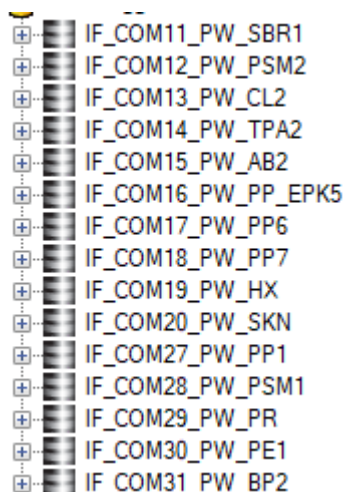 IF_COM11_PW_SBR1
IF_COM12_PW_PSM2
IF_COM13_PW_CL2
IF_COM14_PW_TPA2
IF_COM15_PW_AB2
IF_COM16_PW_PP_EPK5
IF_COM17_PW_PP6
IF_COM18_PW_PP7
IF_COM19_PW_HX
IF_COM20_PW_SKN
IF_COM27_PW_PP1
IF_COM28_PW_PSM1
IF_COM29_PW_PR
IF_COM30_PW_PE1
IF_COM31_PW_BP2